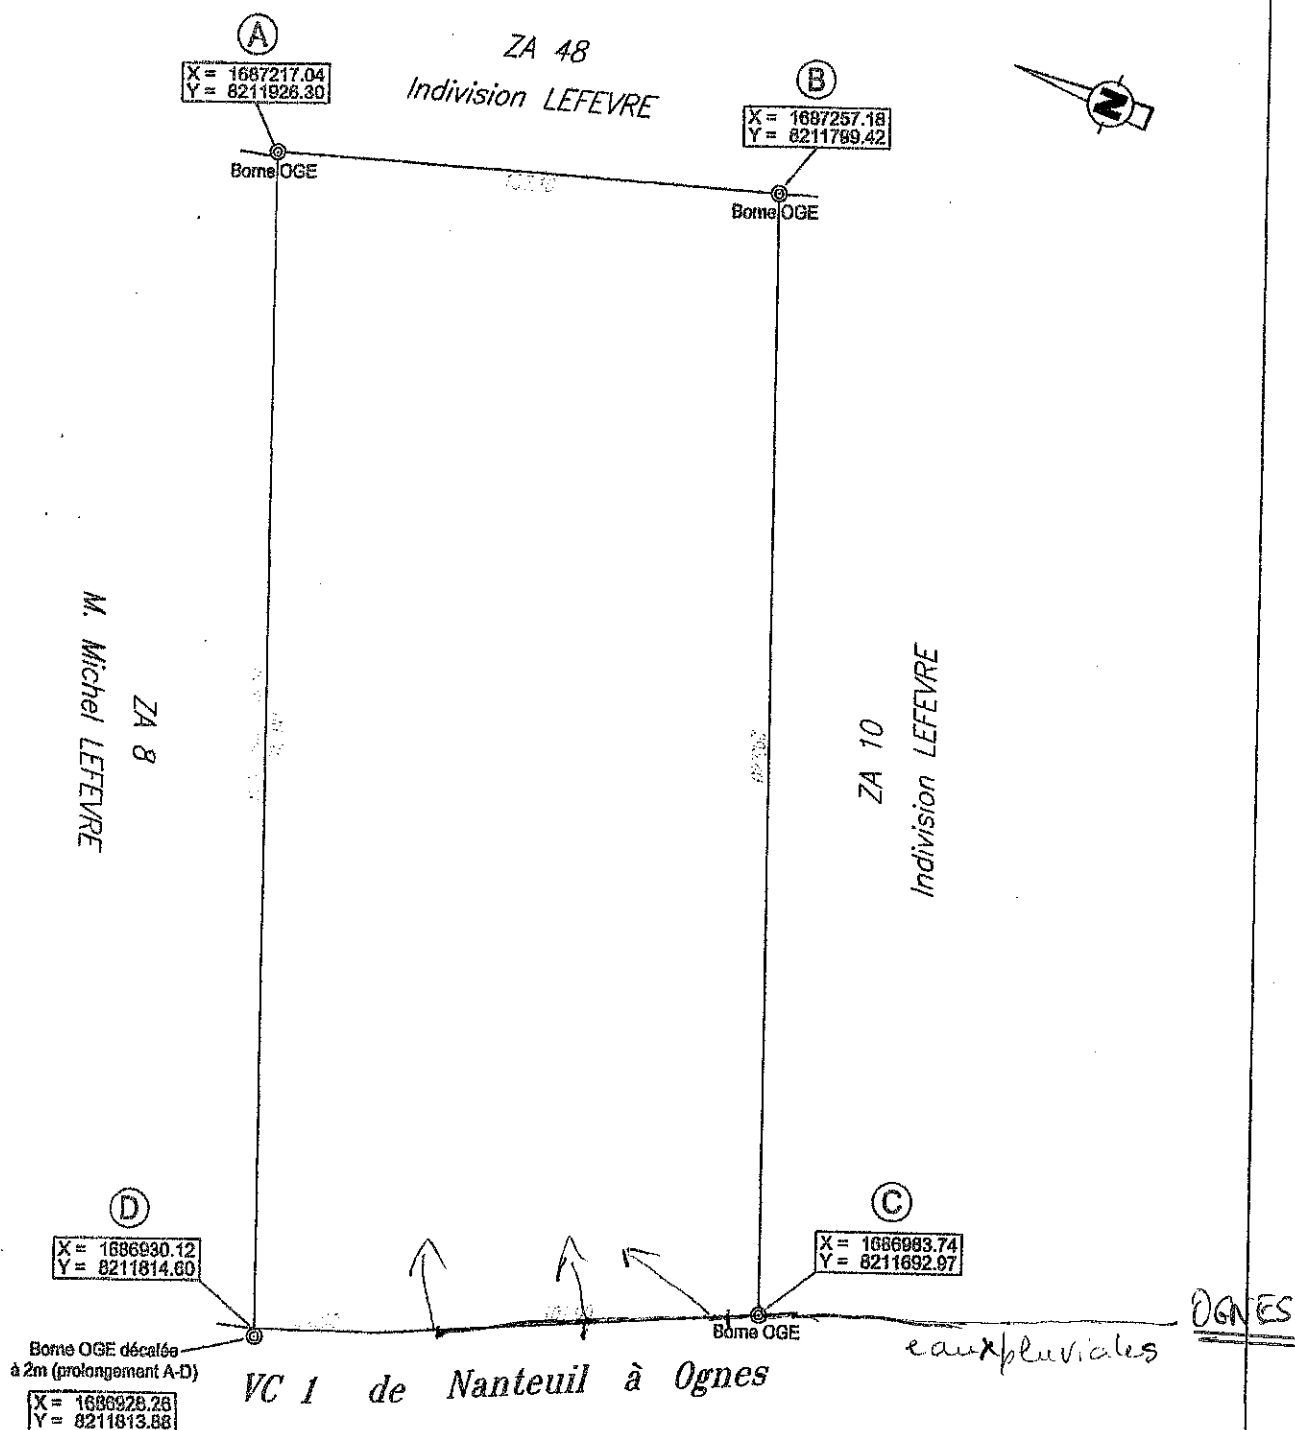 A
X = 1687217.04
Y = 8211926.30
Borne OGE
ZA 48
Indivision LEFEVRE
B
X = 1687257.18
Y = 8211799.42
Borne OGE
N
ZA 8
M. Michel LEFEVRE
ZA 10
Indivision LEFEVRE
D
X = 1686930.12
Y = 8211814.60
C
X = 1686983.74
Y = 8211692.97
Borne OGE
OGNES
eaux pluviales
Borne OGE décalée
à 2m (prolongement A-D)
X = 1686928.26
Y = 8211813.88
VC 1 de Nanteuil à Ognes